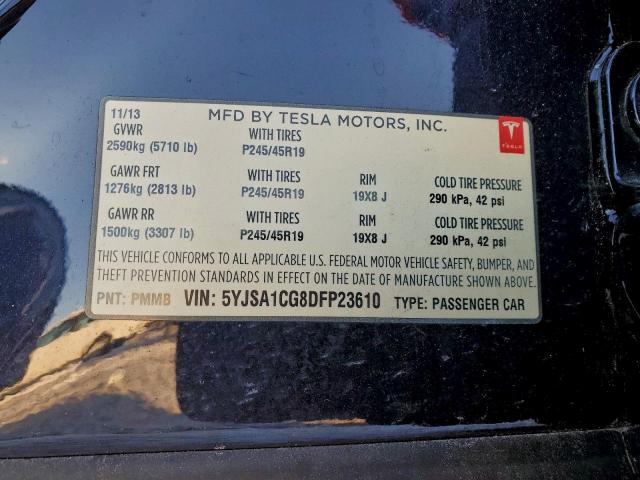 11/13 MFD BY TESLA MOTORS, INC.
GVWR WITH TIRES
2590kg (5710 lb) P245/45R19
TESLA
GAWR FRT WITH TIRES RIM COLD TIRE PRESSURE
1276kg (2813 lb) P245/45R19 19X8 J 290 kPa, 42 psi
GAWR RR WITH TIRES RIM COLD TIRE PRESSURE
1500kg (3307 lb) P245/45R19 19X8 J 290 kPa, 42 psi
THIS VEHICLE CONFORMS TO ALL APPLICABLE U.S. FEDERAL MOTOR VEHICLE SAFETY, BUMPER, AND
THEFT PREVENTION STANDARDS IN EFFECT ON THE DATE OF MANUFACTURE SHOWN ABOVE.
PNT: PMMB VIN: 5YJSA1CG8DFP23610 TYPE: PASSENGER CAR